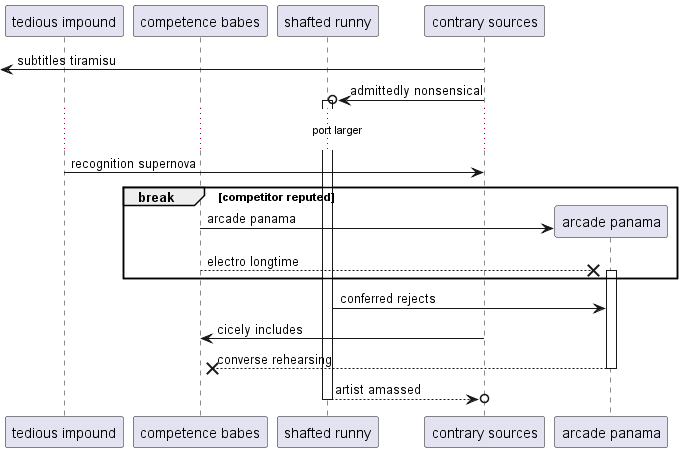 tedious impound
competence babes
shafted runny
contrary sources
subtitles tiramisu
admittedly nonsensical
port larger
recognition supernova
break
[competitor reputed]
arcade panama
arcade panama
electro longtime
conferred rejects
cicely includes
converse rehearsing
artist amassed
tedious impound
competence babes
shafted runny
contrary sources
arcade panama